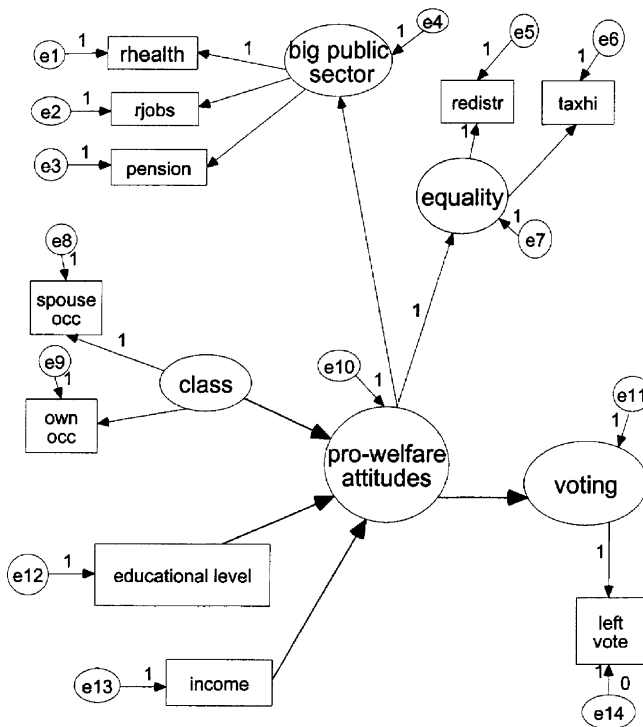 e1
1
rhealth
1
big public
sector
1
e4
e2
1
rjobs
e3
1
pension
1
e5
1
e6
redistr
taxhi
1
equality
1
e7
e8
1
spouse
occ
1
e9
1
own
occ
class
e10
1
1
pro-welfare
attitudes
e11
1
voting
e12
1
educational level
1
left
vote
e13
1
income
1
0
e14